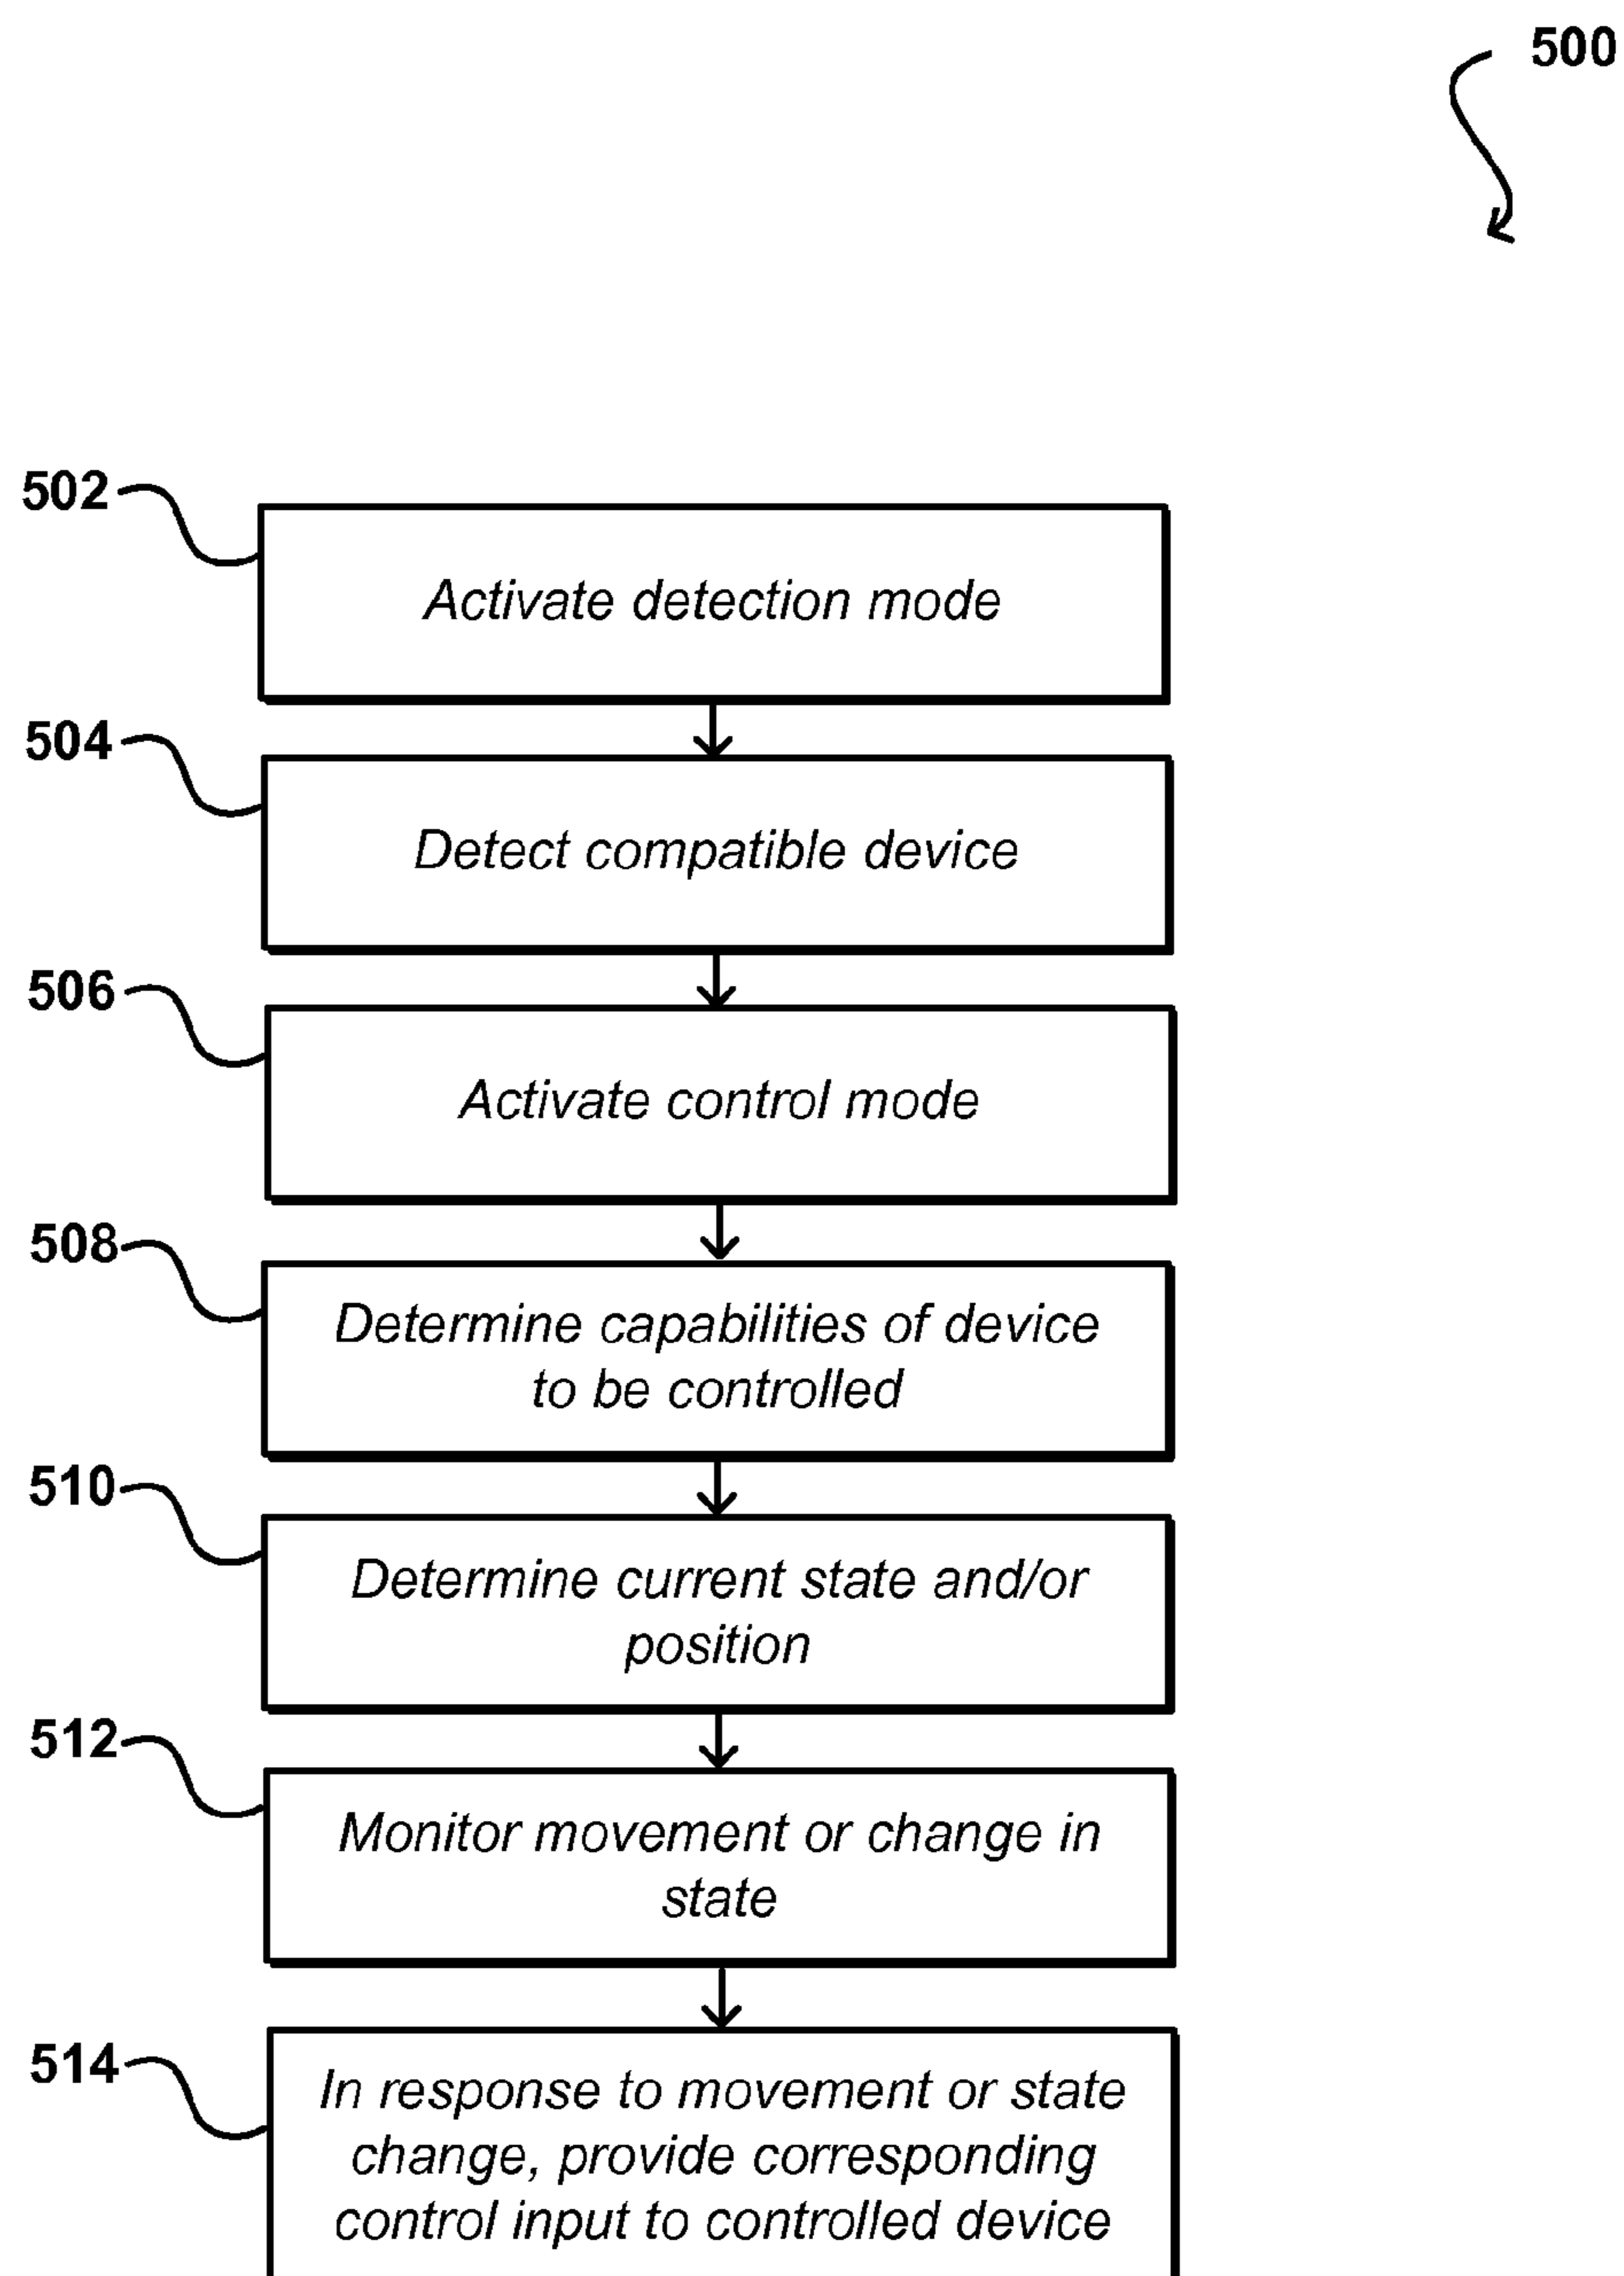 500
502
Activate detection mode
504
Detect compatible device
506
Activate control mode
508
Determine capabilities of device
to be controlled
510
Determine current state and/or
position
512
Monitor movement or change in
state
514
In response to movement or state
change, provide corresponding
control input to controlled device